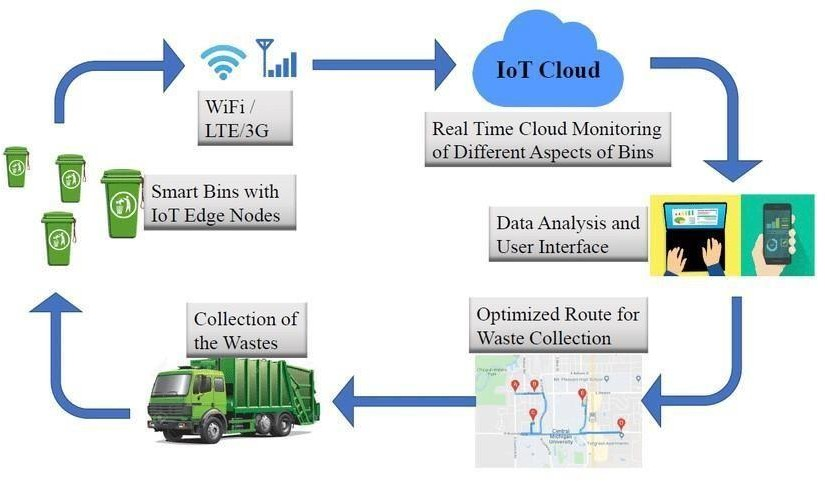 WiFi /
LTE/3G
IoT Cloud
Real Time Cloud Monitoring
of Different Aspects of Bins
Smart Bins with
IoT Edge Nodes
Data Analysis and
User Interface
Collection of
the Wastes
Optimized Route for
Waste Collection
A
D
Central
Michigan
University